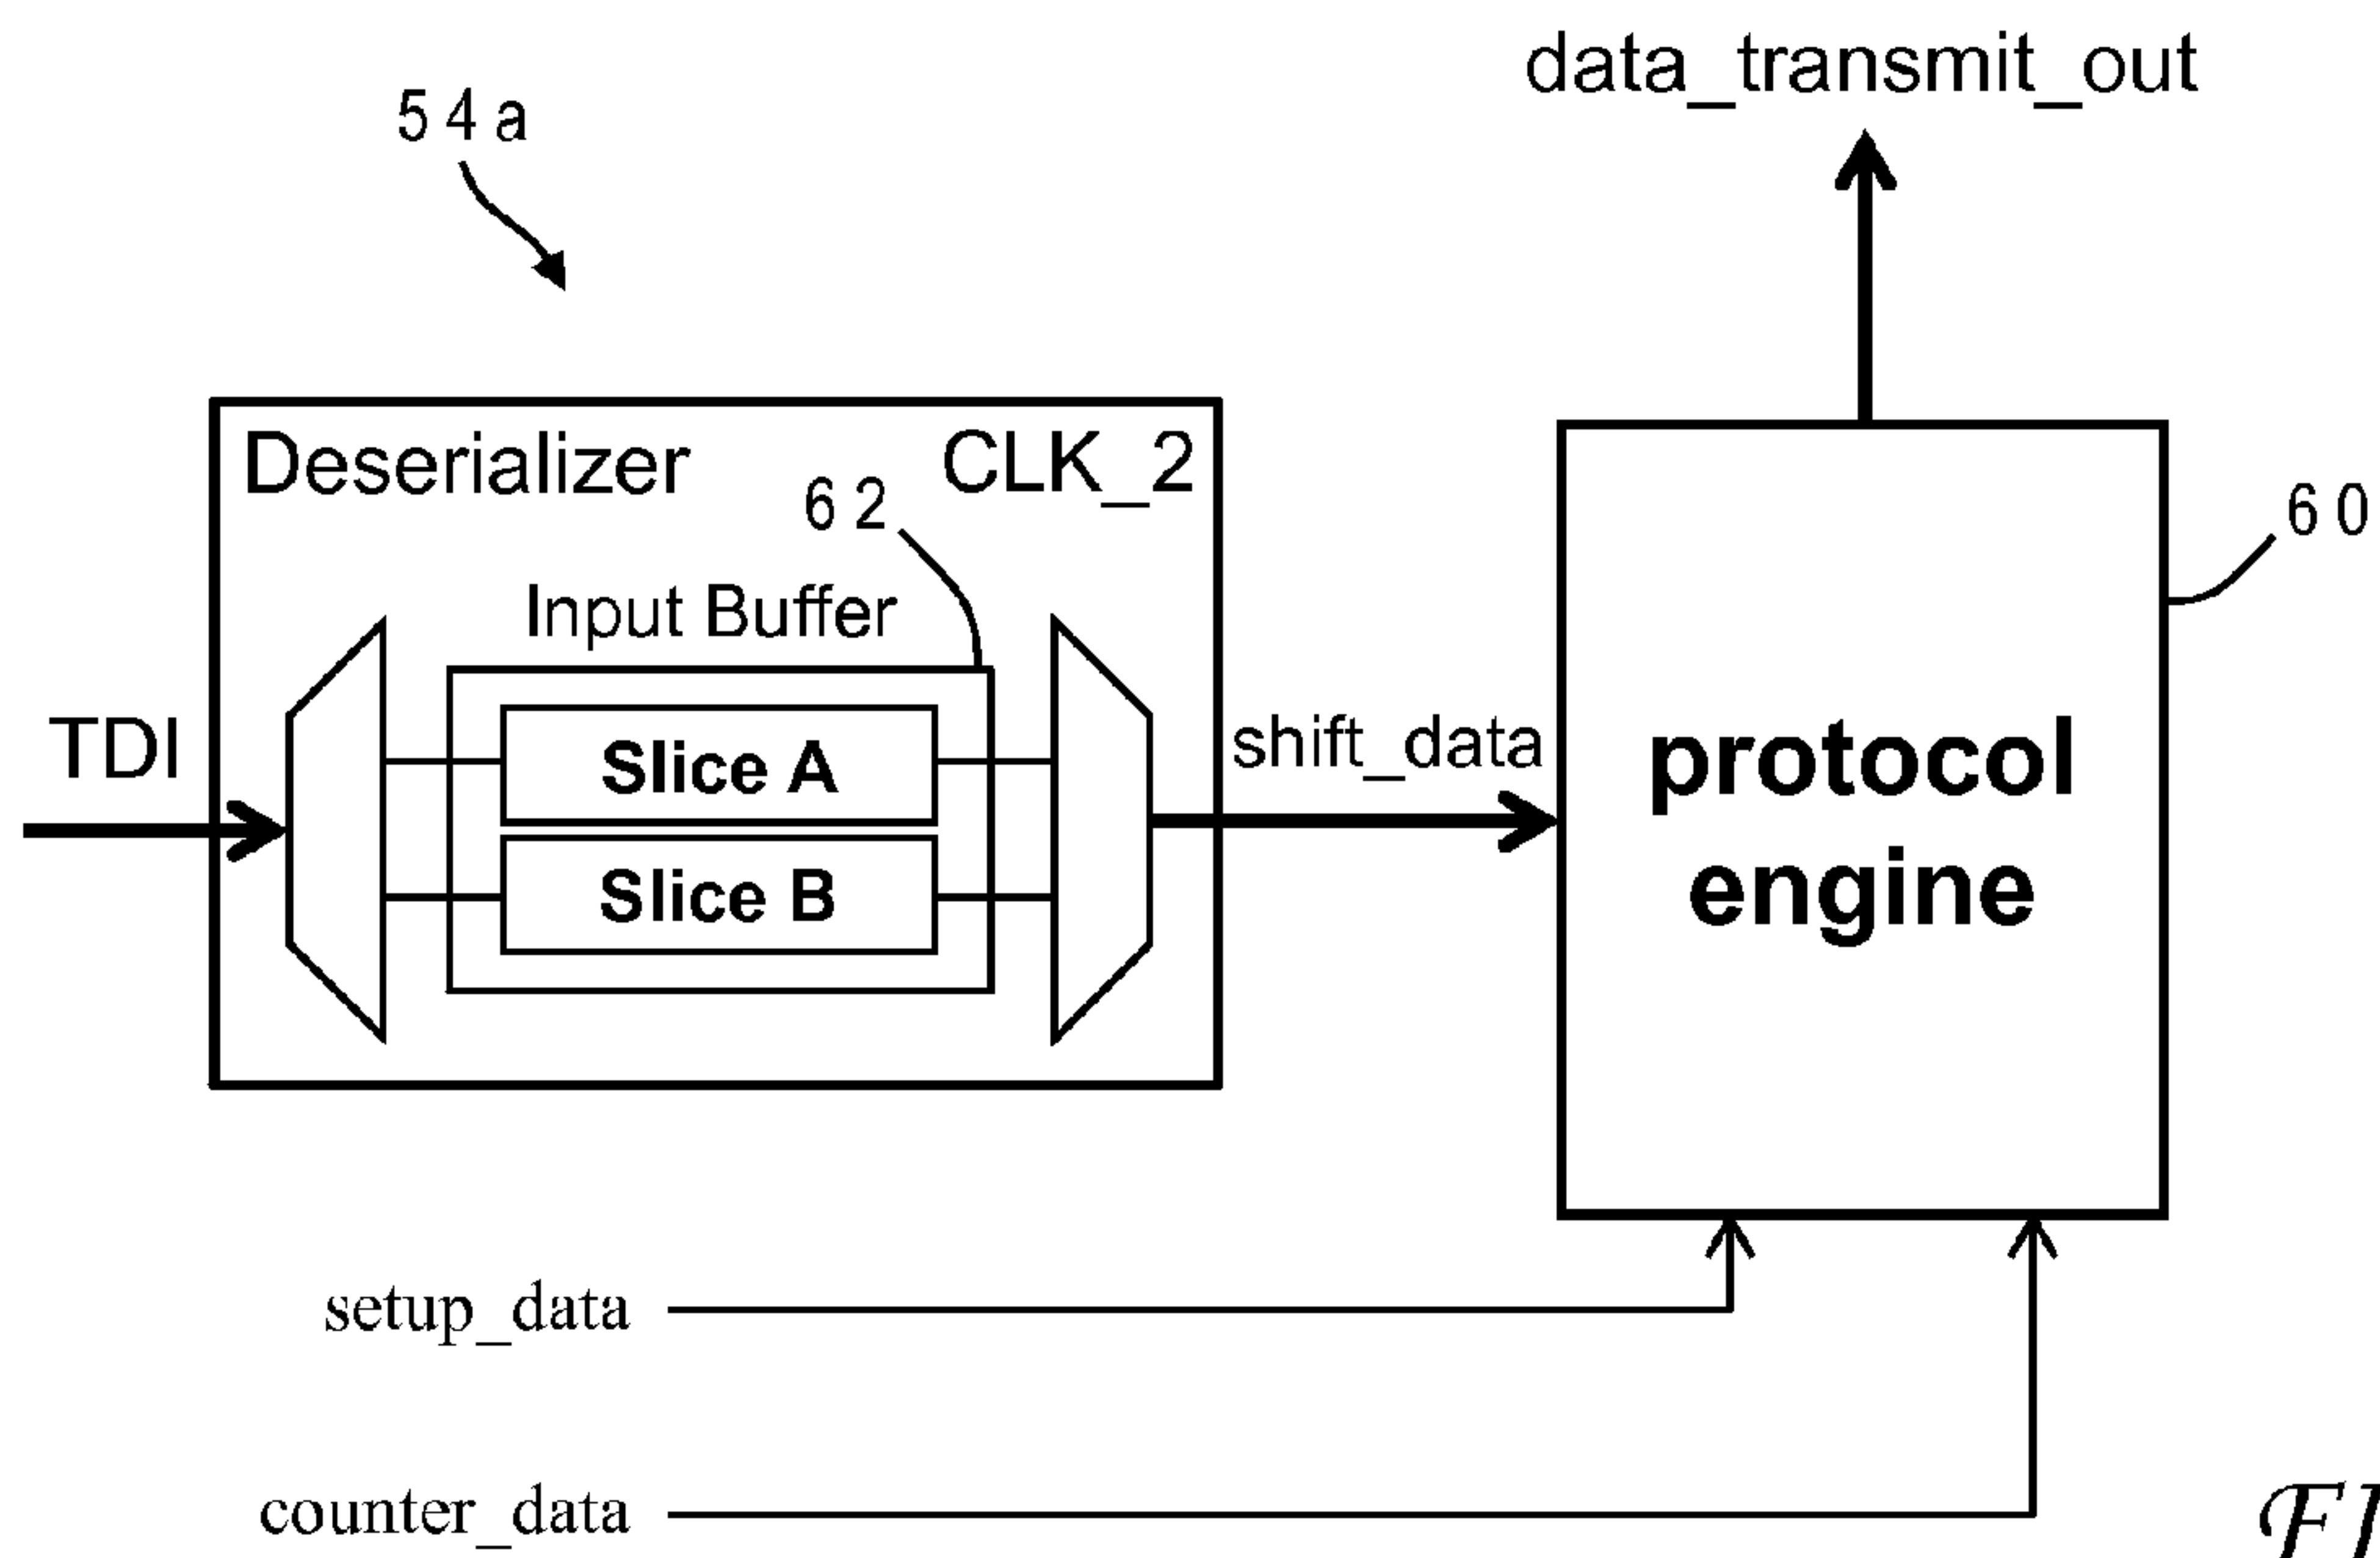 data_transmit_out
54a
Deserializer CLK_2
62
60
Input Buffer
TDI
Slice A
Slice B
shift_data
protocol
engine
setup_data
counter_data